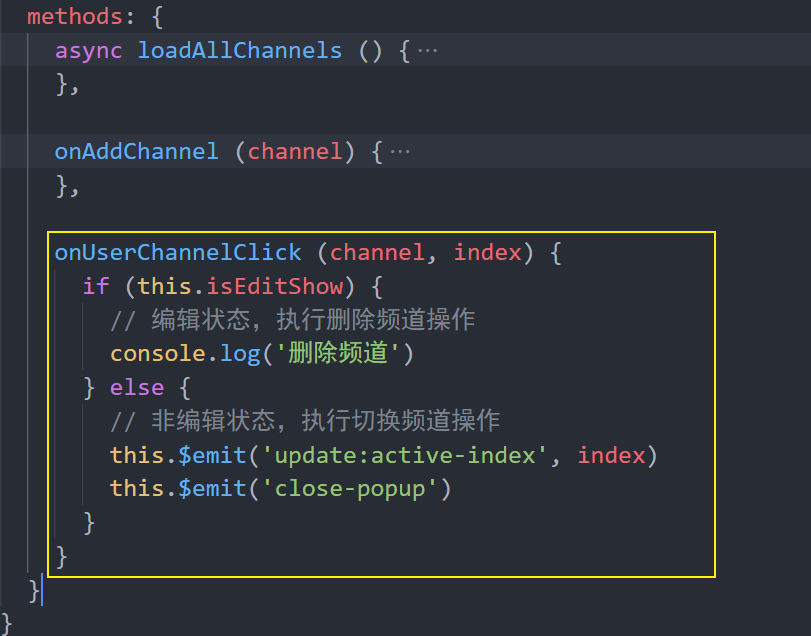 methods: {
async loadAllChannels () {⋯
},
onAddChannel (channel) {⋯
},
onUserChannelClick (channel, index) {
if (this.isEditShow) {
// 编辑状态，执行删除频道操作
console.log('删除频道')
} else {
// 非编辑状态，执行切换频道操作
this.$emit('update:active-index', index)
this.$emit('close-popup')
}
}
}
}